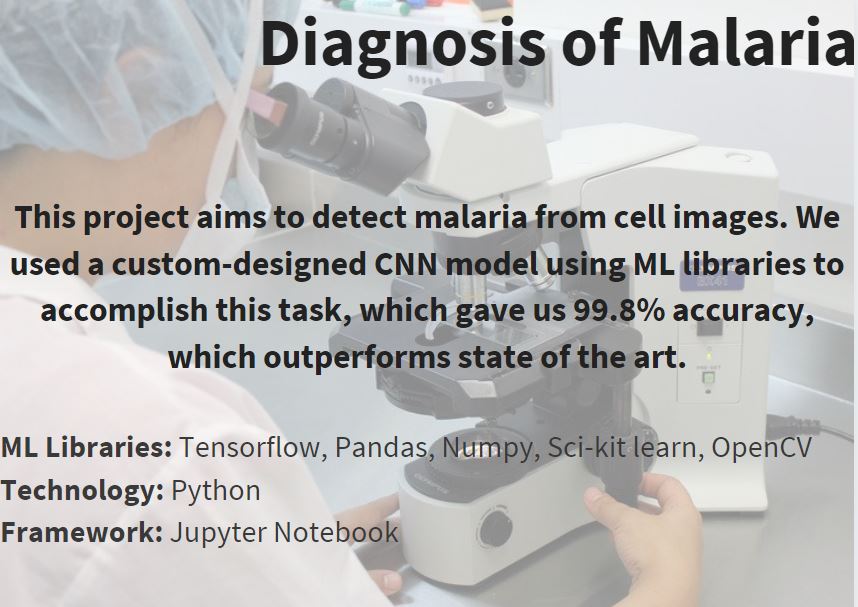 Diagnosis of Malaria
This project aims to detect malaria from cell images. We
used a custom-designed CNN model using ML libraries to
accomplish this task, which gave us 99.8% accuracy,
which outperforms state of the art.
ML Libraries: Tensorflow, Pandas, Numpy, Sci-kit learn, OpenCV
Technology: Python
Framework: Jupyter Notebook
OLYMPUS
BX41